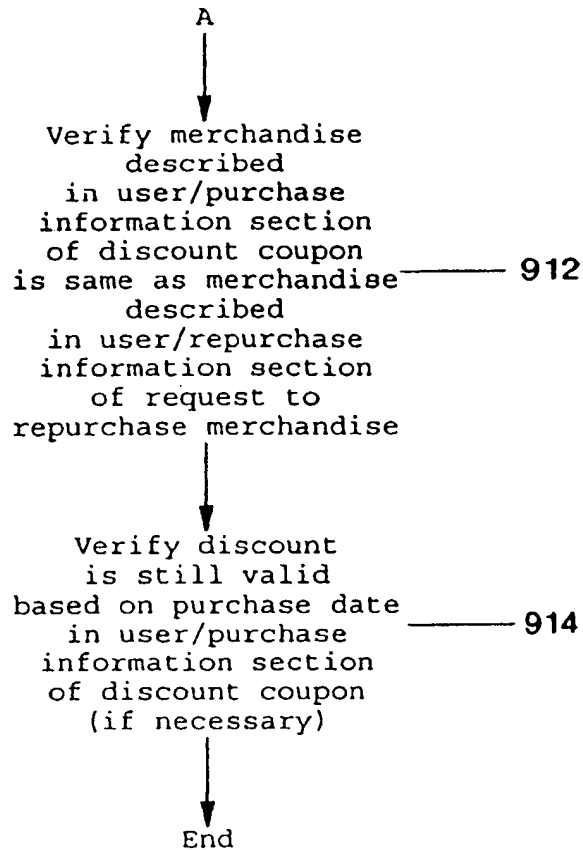 A
Verify merchandise
described
in user/purchase
information section
of discount coupon
is same as merchandise
described
in user/repurchase
information section
of request to
repurchase merchandise
912
Verify discount
is still valid
based on purchase date
in user/purchase
information section
of discount coupon
(if necessary)
914
End